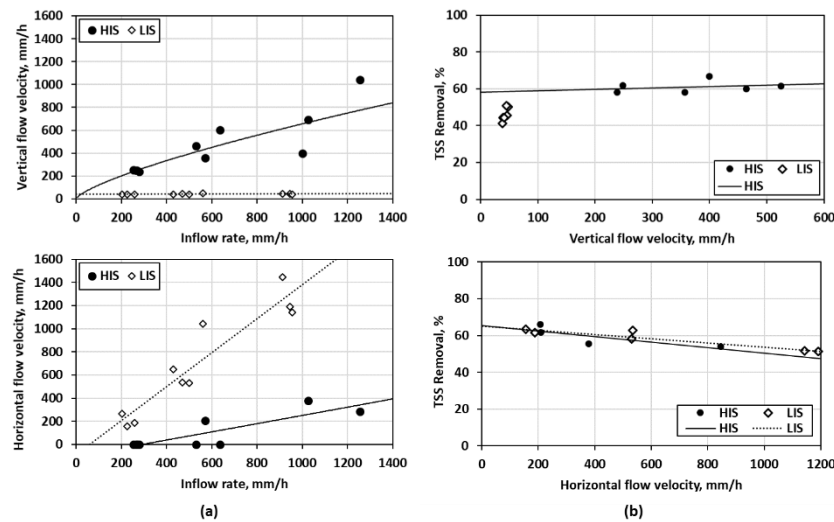 1600
1400
1200
1000
800
600
400
200
0
Vertical flow velocity, mm/h
HIS LIS
0 200 400 600 800 1000 1200 1400
Inflow rate, mm/h
100
80
60
40
20
0
TSS Removal, %
HIS LIS
HIS
0 100 200 300 400 500 600
Vertical flow velocity, mm/h
1600
1400
1200
1000
800
600
400
200
0
Horizontal flow velocity, mm/h
HIS LIS
0 200 400 600 800 1000 1200 1400
Inflow rate, mm/h
(a)
100
80
60
40
20
0
TSS Removal, %
HIS LIS
HIS LIS
0 200 400 600 800 1000 1200
Horizontal flow velocity, mm/h
(b)